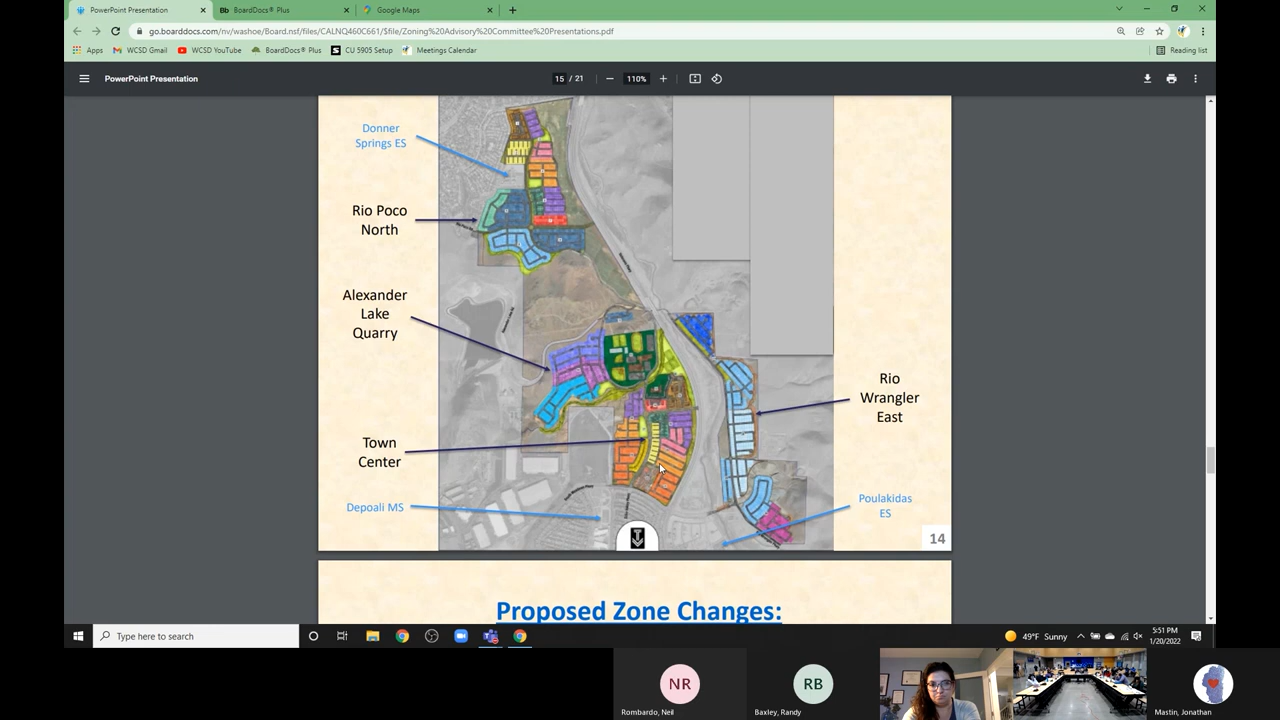 PowerPoint Presentation
BoardDocs® Plus
Google Maps
go.boarddocs.com/nv/washoe/Board.nsf/files/CALNQ460C661/$file/Zoning%20Advisory%20Committee%20Presentations.pdf
Apps
WCSD Gmail
WCSD YouTube
BoardDocs® Plus
CU 5905 Setup
Meetings Calendar
Reading list
PowerPoint Presentation
15 / 21
110%
Donner
Springs ES
Rio Poco
North
Alexander
Lake
Quarry
Rio
Wrangler
East
Town
Center
Depoali MS
Poulakidas
ES
14
Proposed Zone Changes:
Type here to search
49°F Sunny
5:51 PM
1/20/2022
NR
RB
Rombardo, Neil
Baxley, Randy
Mastin, Jonathan